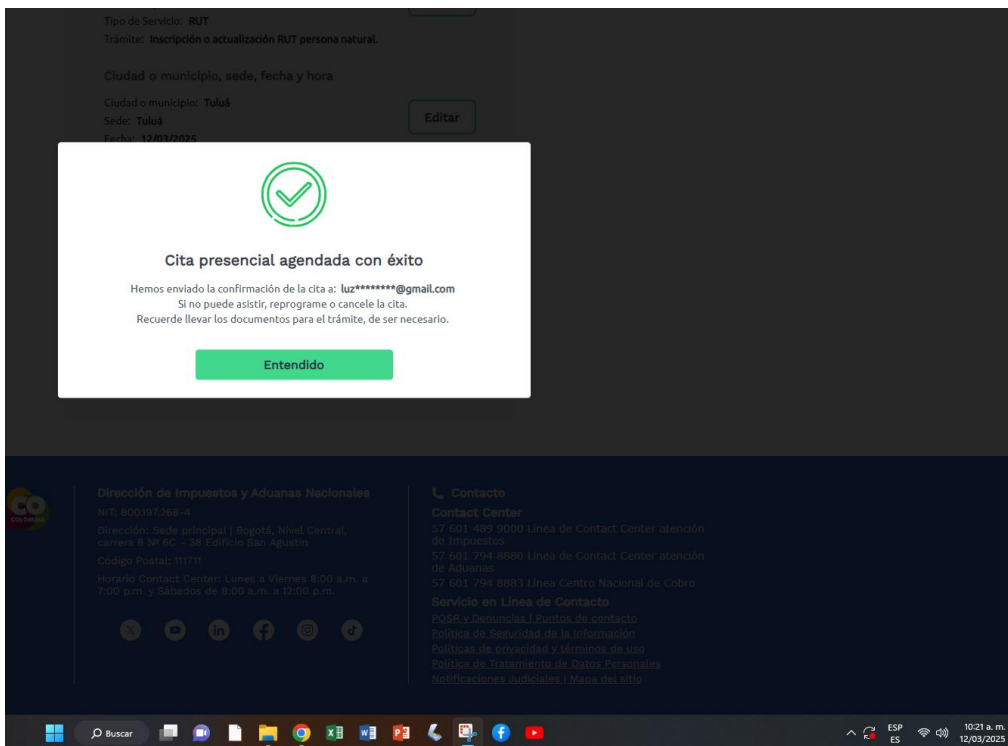 Tipo de Servicio: RUT
Trámite: Inscripción o actualización RUT persona natural.
Ciudad o municipio, sede, fecha y hora
Ciudad o municipio: Tuluá
Sede: Tuluá
Editar
Fecha: 12/03/2025
Cita presencial agendada con éxito
Hemos enviado la confirmación de la cita a: luz********@gmail.com
Si no puede asistir, reprograme o cancele la cita.
Recuerde llevar los documentos para el trámite, de ser necesario.
Entendido
CO
COLOMBIA
Dirección de Impuestos y Aduanas Nacionales
NIT: 800.197.268-4
Dirección: Sede principal | Bogotá, Nivel Central,
carrera 8 Nº 6C - 38 Edificio San Agustín
Código Postal: 111711
Horario Contact Center: Lunes a Viernes 8:00 a.m. a
7:00 p.m. y Sábados de 8:00 a.m. a 12:00 p.m.
Contacto
Contact Center
57 601 489 9000 Línea de Contact Center atención
de Impuestos
57 601 794 8880 Línea de Contact Center atención
de Aduanas
57 601 794 8883 Línea Centro Nacional de Cobro
Servicio en Línea de Contacto
PQSR y Denuncias | Puntos de contacto
Política de Seguridad de la Información
Políticas de privacidad y términos de uso
Política de Tratamiento de Datos Personales
Notificaciones Judiciales | Mapa del sitio
Buscar
ESP
ES
10:21 a. m.
12/03/2025